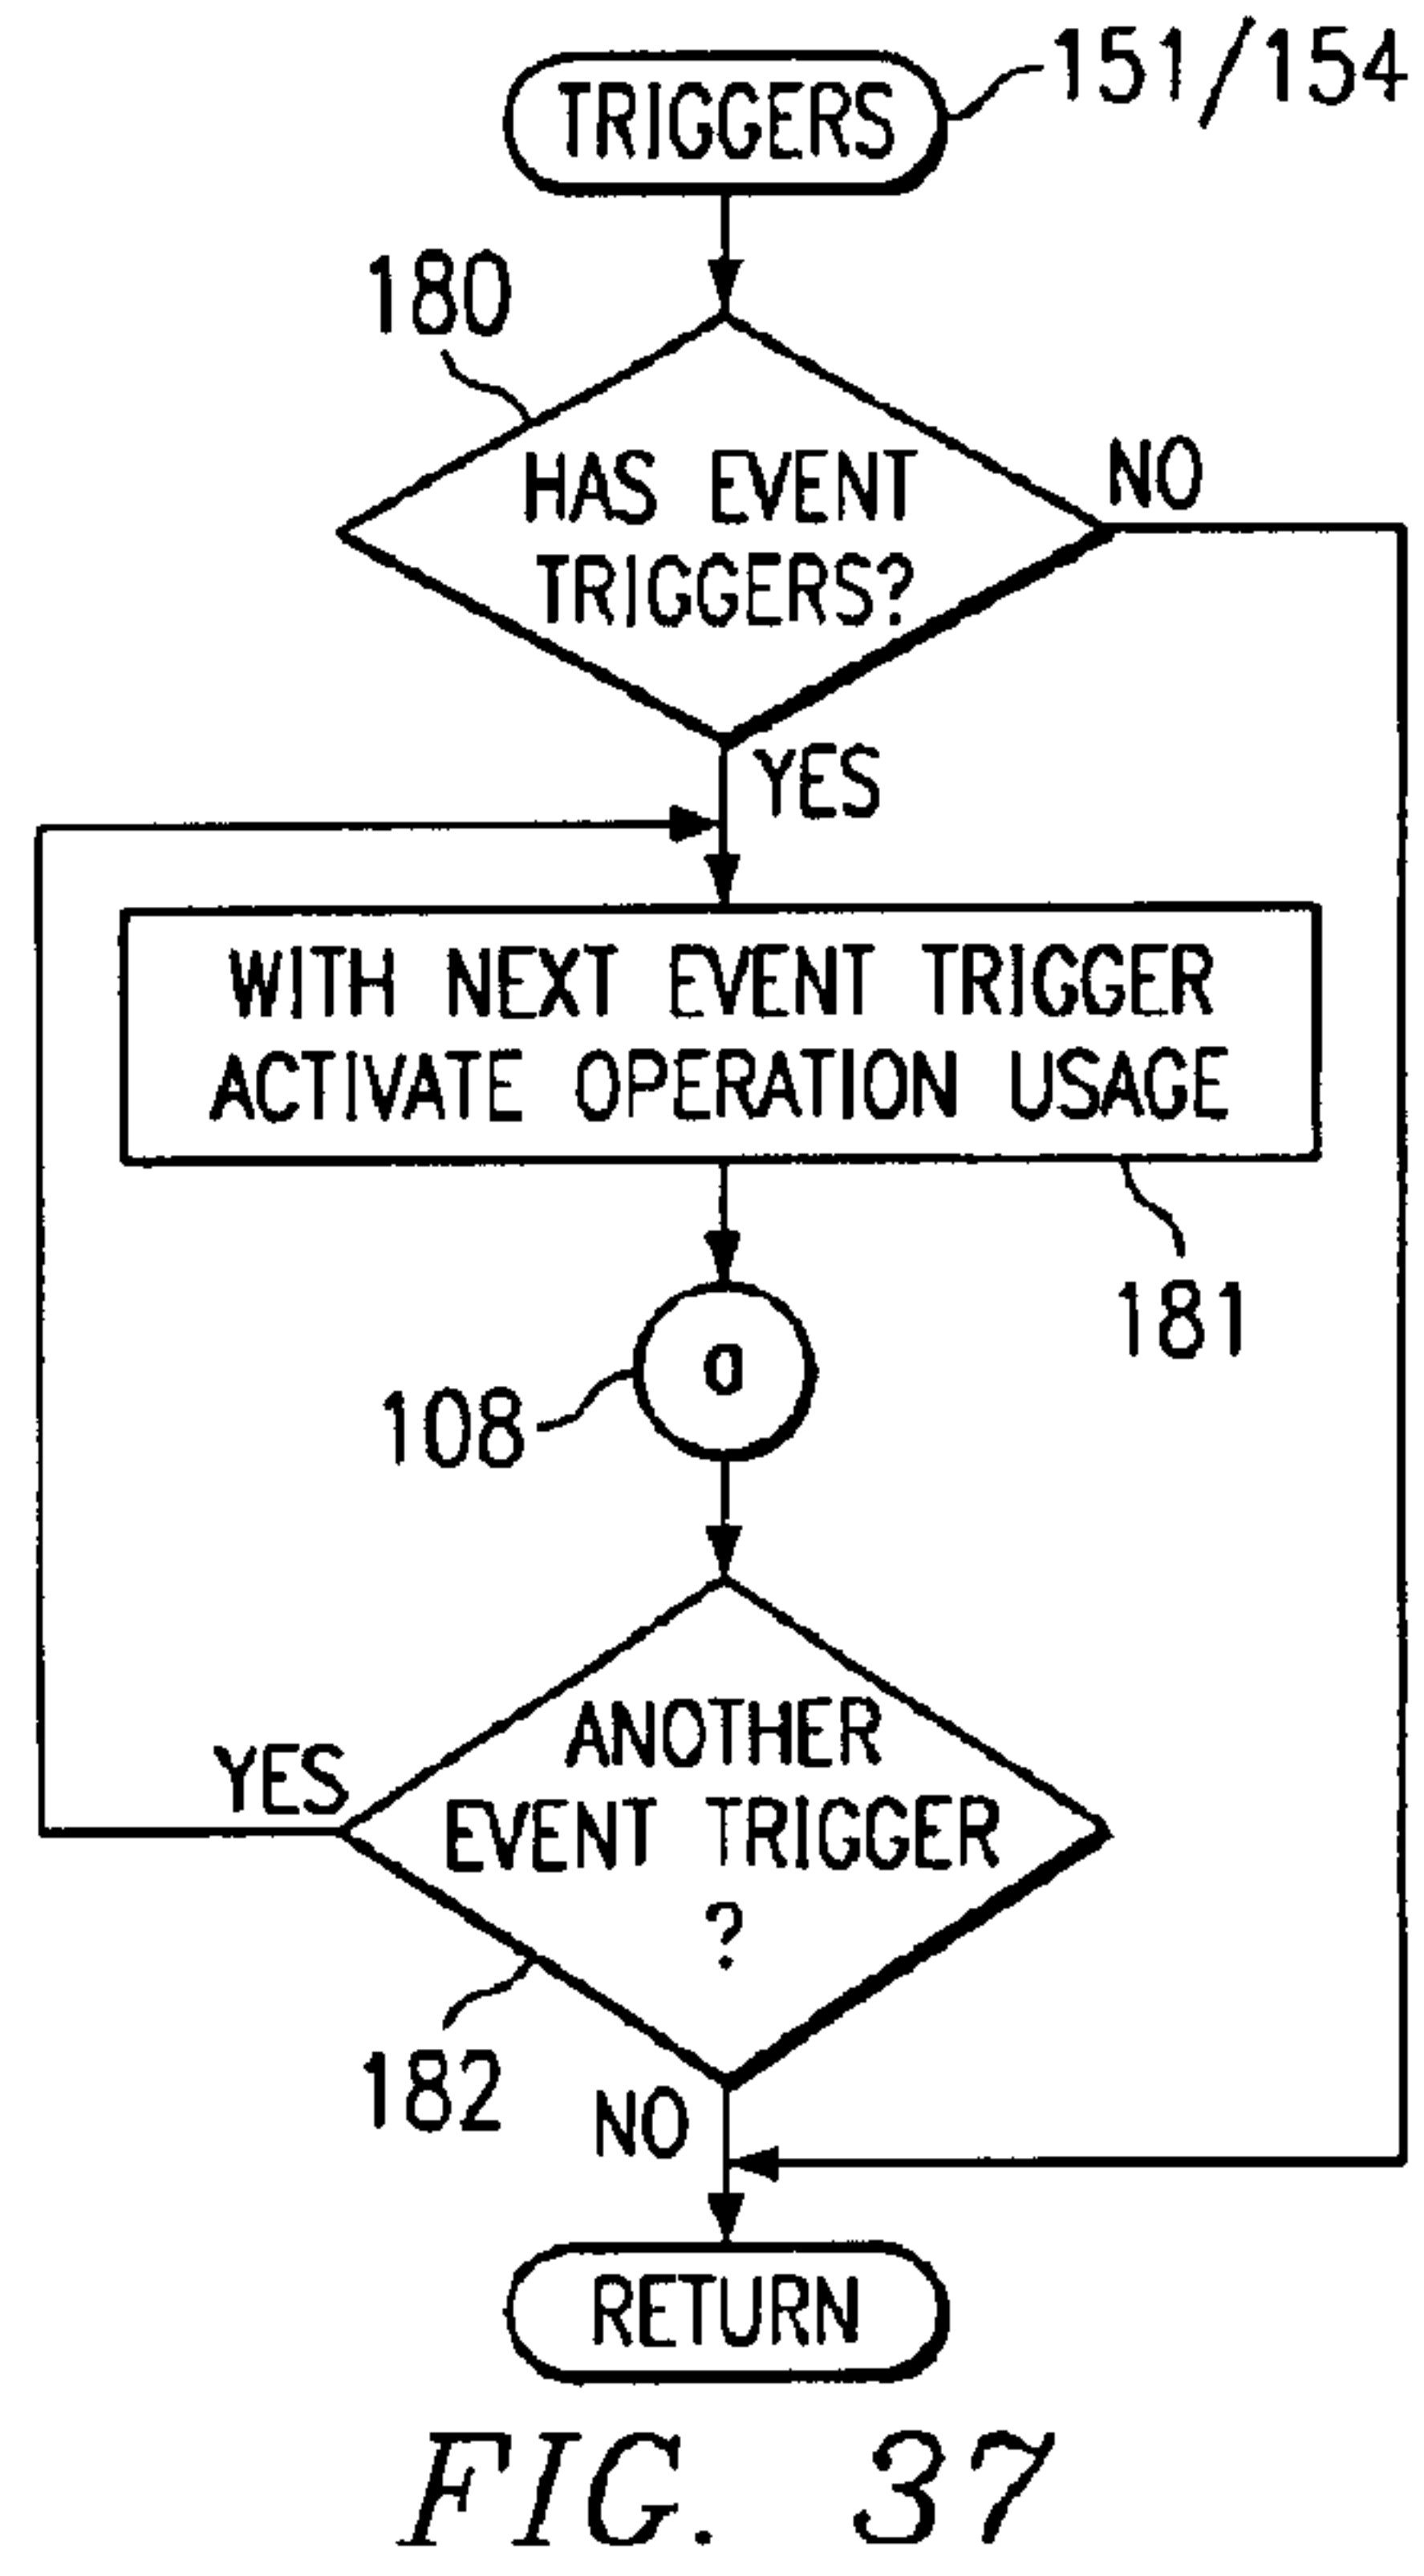 151/154
TRIGGERS
180
HAS EVENT
TRIGGERS?
NO
YES
WITH NEXT EVENT TRIGGER
ACTIVATE OPERATION USAGE
181
a
108
ANOTHER
EVENT TRIGGER
?
YES
182
NO
RETURN
FIG. 37